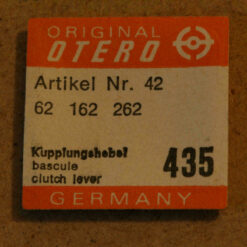 ORIGINAL
OTERO
Artikel Nr. 42
62 162 262
Kupplungshebel
bascule
clutch lever
435
GERMANY